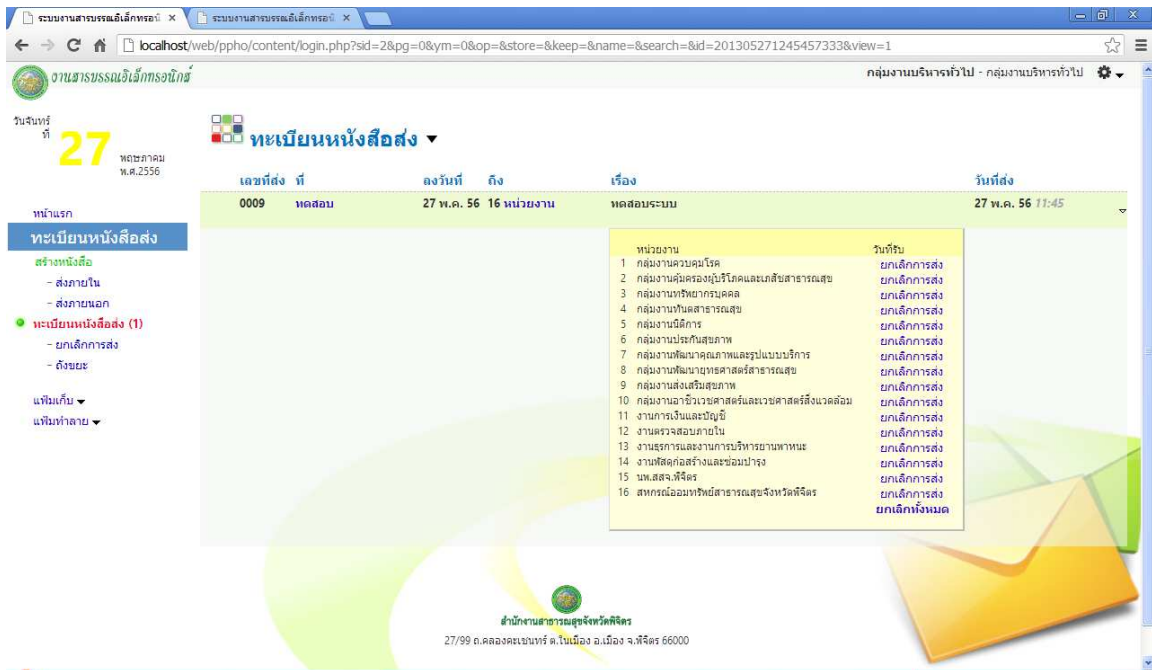 ระบบงานสารบรรณอิเล็กทรอนิ ×
ระบบงานสารบรรณอิเล็กทรอนิ ×
localhost/web/ppho/content/login.php?sid=2&pg=0&ym=0&op=&store=&keep=&name=&search=&id=201305271245457333&view=1
งานสารบรรณอิเล็กทรอนิกส์
กลุ่มงานบริหารทั่วไป - กลุ่มงานบริหารทั่วไป
วันจันทร์
ที่
27
พฤษภาคม
พ.ศ.2556
ทะเบียนหนังสือส่ง
เลขที่ส่ง ที่ ลงวันที่ ถึง เรื่อง วันที่ส่ง
0009 ทดสอบ 27 พ.ค. 56 16 หน่วยงาน ทดสอบระบบ 27 พ.ค. 56 11:45
หน้าแรก
ทะเบียนหนังสือส่ง
สร้างหนังสือ
- ส่งภายใน
- ส่งภายนอก
ทะเบียนหนังสือส่ง (1)
- ยกเลิกการส่ง
- ถังขยะ
แฟ้มเก็บ
แฟ้มทำลาย
หน่วยงาน วันที่รับ
1 กลุ่มงานควบคุมโรค ยกเลิกการส่ง
2 กลุ่มงานคุ้มครองผู้บริโภคและเภสัชสาธารณสุข ยกเลิกการส่ง
3 กลุ่มงานทรัพยากรบุคคล ยกเลิกการส่ง
4 กลุ่มงานทันตสาธารณสุข ยกเลิกการส่ง
5 กลุ่มงานนิติการ ยกเลิกการส่ง
6 กลุ่มงานประกันสุขภาพ ยกเลิกการส่ง
7 กลุ่มงานพัฒนาคุณภาพและรูปแบบบริการ ยกเลิกการส่ง
8 กลุ่มงานพัฒนายุทธศาสตร์สาธารณสุข ยกเลิกการส่ง
9 กลุ่มงานส่งเสริมสุขภาพ ยกเลิกการส่ง
10 กลุ่มงานอาชีวเวชศาสตร์และเวชศาสตร์สิ่งแวดล้อม ยกเลิกการส่ง
11 งานการเงินและบัญชี ยกเลิกการส่ง
12 งานตรวจสอบภายใน ยกเลิกการส่ง
13 งานธุรการและงานการบริหารยานพาหนะ ยกเลิกการส่ง
14 งานพัสดุก่อสร้างและซ่อมบำรุง ยกเลิกการส่ง
15 นพ.สสจ.พิจิตร ยกเลิกการส่ง
16 สหกรณ์ออมทรัพย์สาธารณสุขจังหวัดพิจิตร ยกเลิกการส่ง
ยกเลิกทั้งหมด
สำนักงานสาธารณสุขจังหวัดพิจิตร
27/99 ถ.คลองคะเชนทร์ ต.ในเมือง อ.เมือง จ.พิจิตร 66000